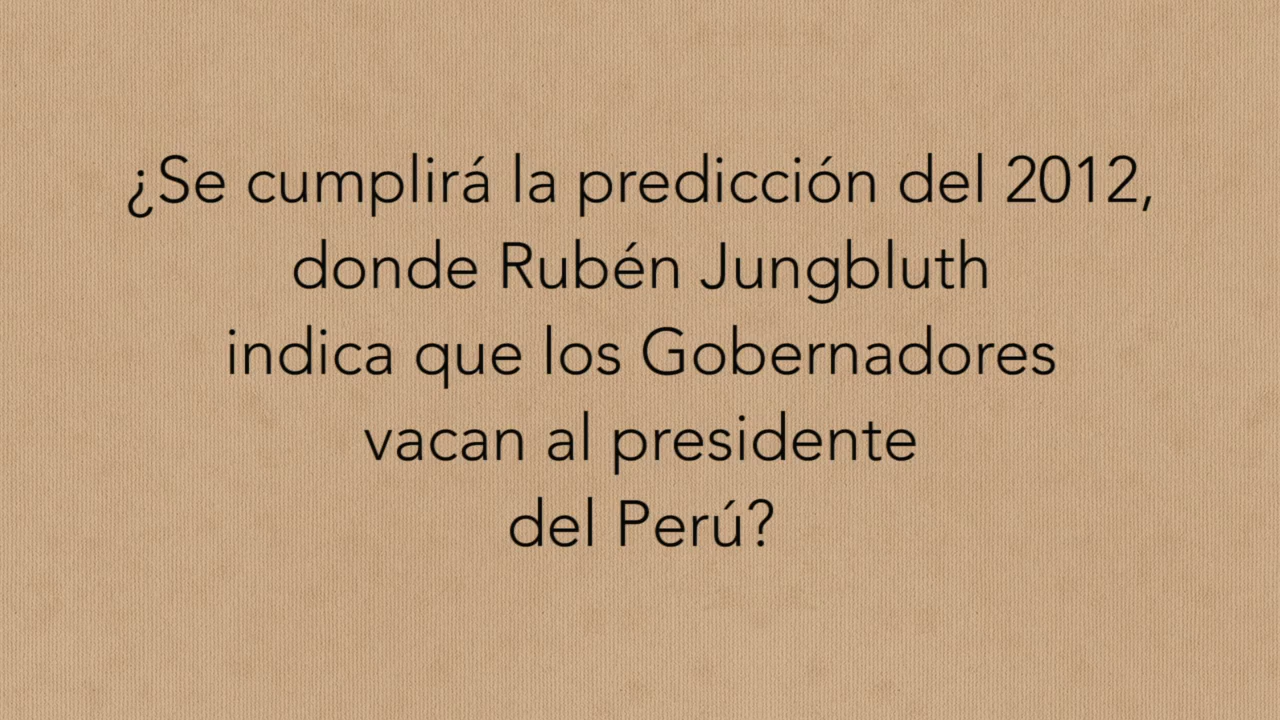 ¿Se cumplirá la predicción del 2012,
donde Rubén Jungbluth
indica que los Gobernadores
vacan al presidente
del Perú?